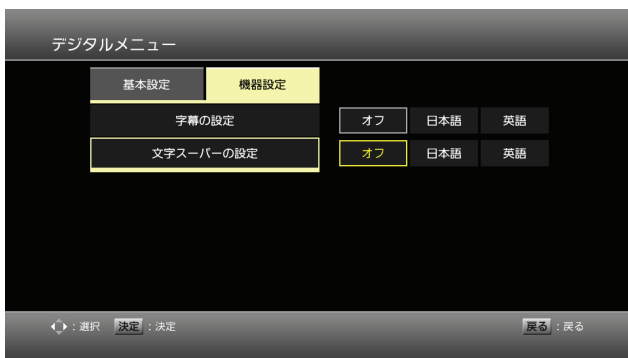 デジタルメニュー
基本設定 機器設定
字幕の設定 オフ 日本語 英語
文字スーパーの設定 オフ 日本語 英語
：選択 決定：決定 戻る：戻る